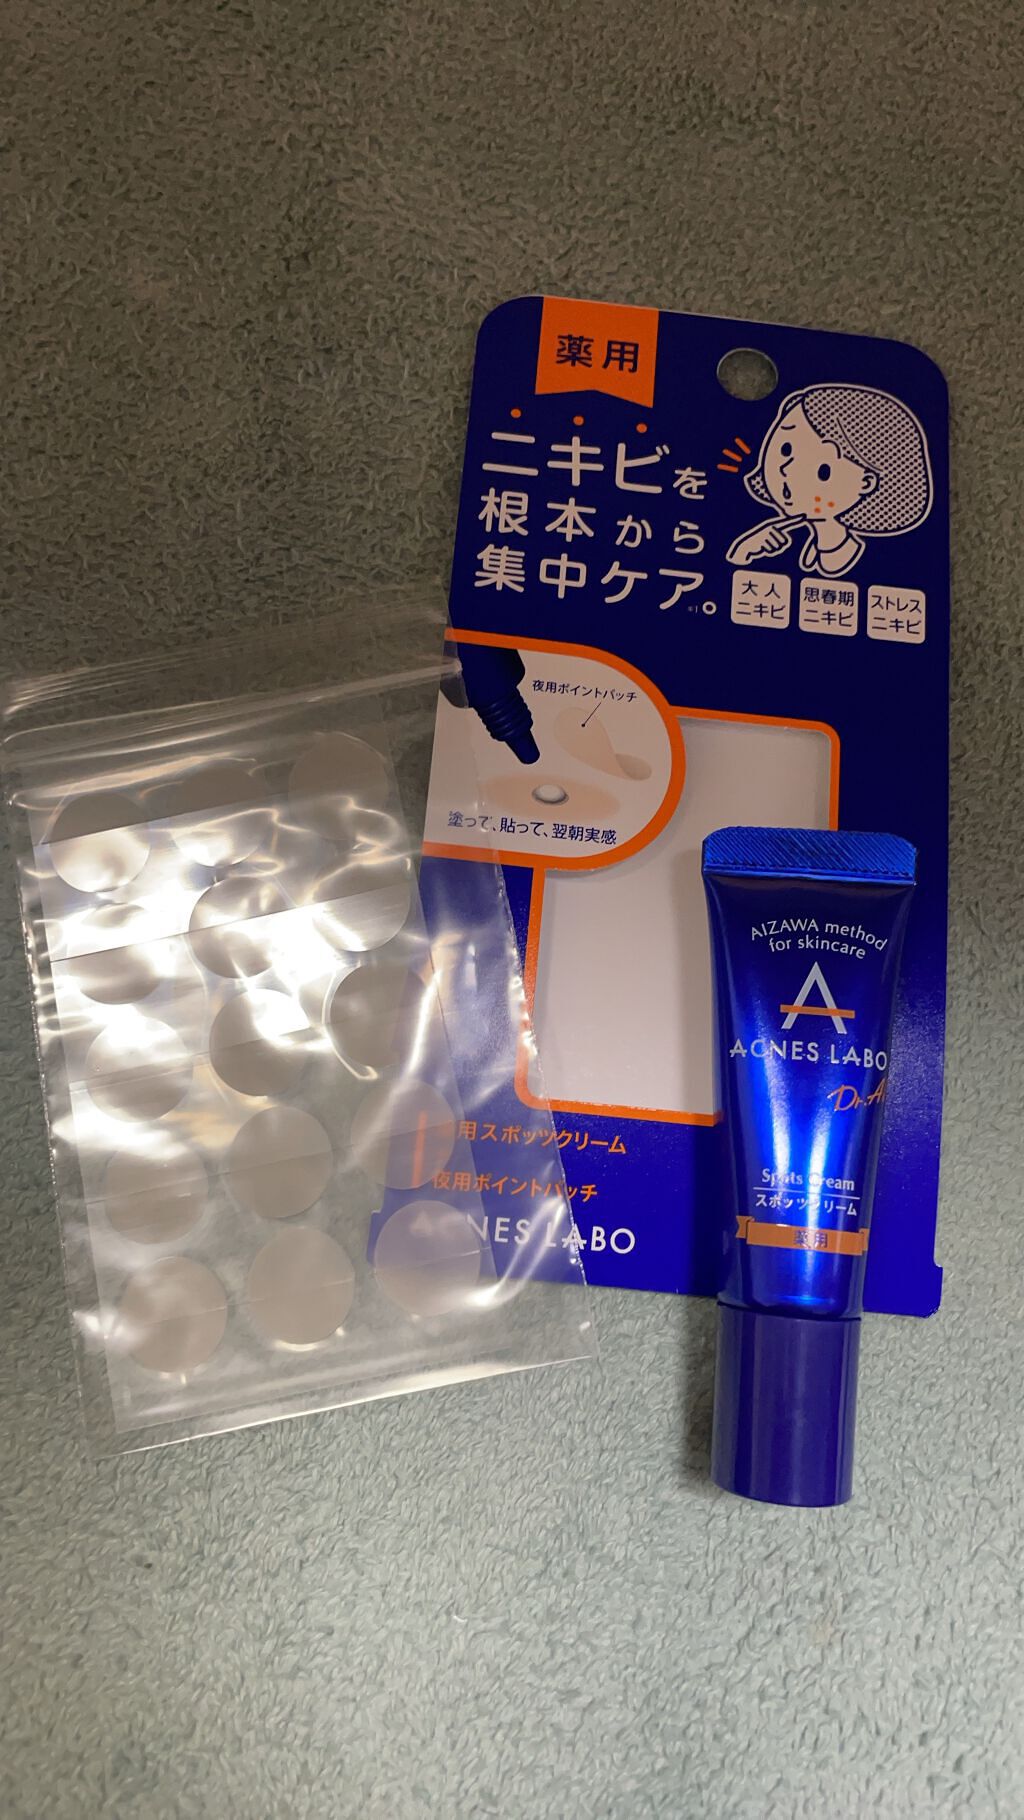 薬用
ニキビを
根本から
集中ケア。
※1
大人
ニキビ
思春期
ニキビ
ストレス
ニキビ
夜用ポイントパッチ
塗って、貼って、翌朝実感
AIZAWA method
for skincare
A
ACNES LABO
Dr.A
Spots Cream
スポッツクリーム
薬用
用スポッツクリーム
夜用ポイントパッチ
ACNES LABO